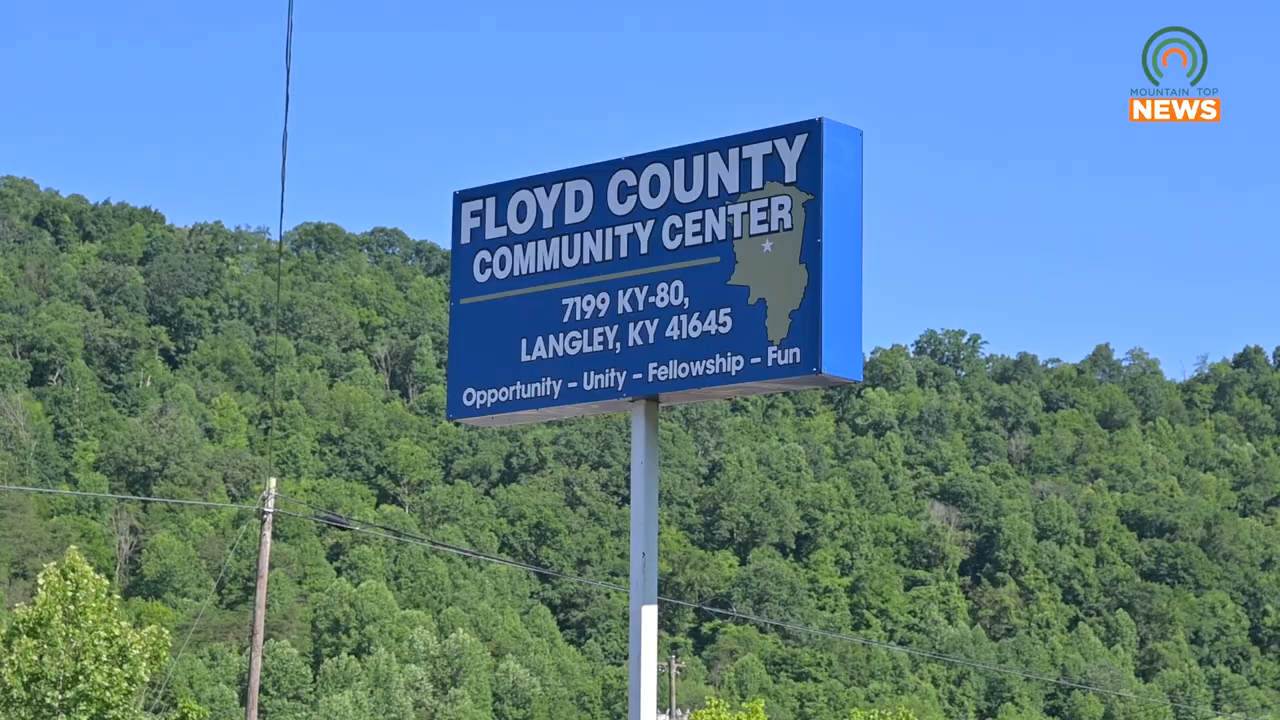 MOUNTAIN TOP
NEWS
FLOYD COUNTY
COMMUNITY CENTER
7199 KY-80,
LANGLEY, KY 41645
Opportunity – Unity – Fellowship – Fun